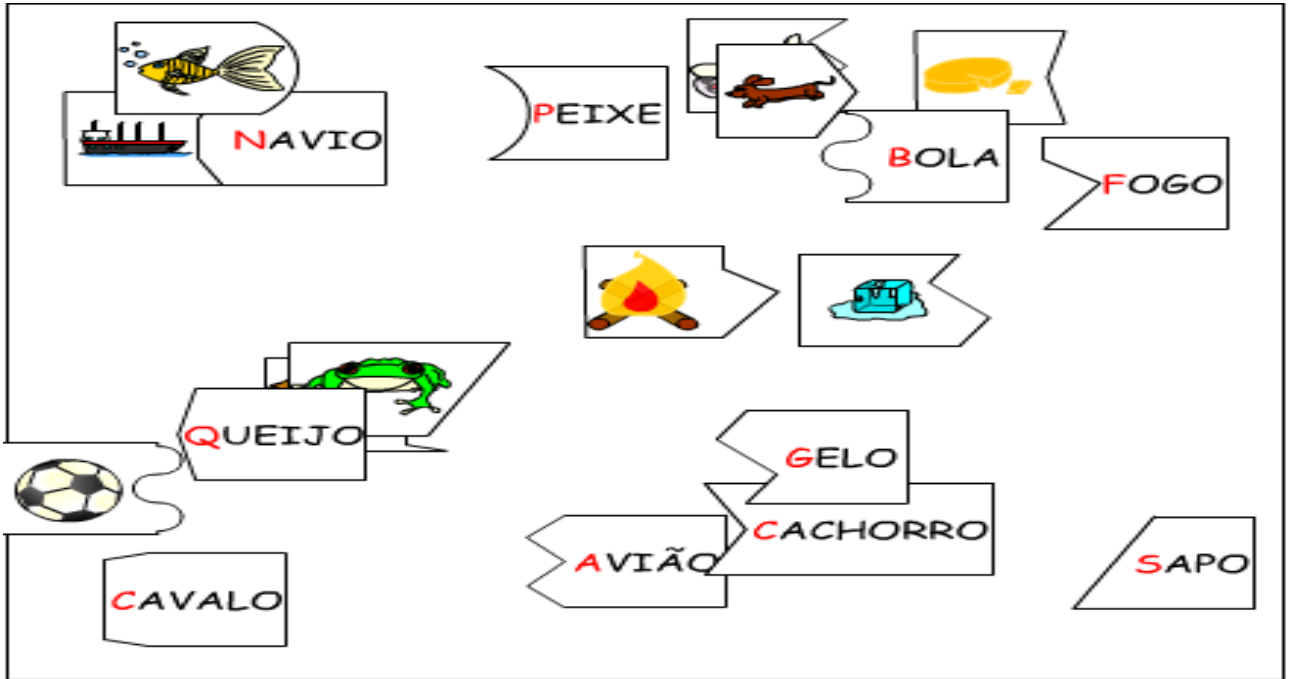 PEIXE
NAVIO
BOLA
FOGO
QUEIJO
GELO
CACHORRO
AVIÃO
SAPO
CAVALO